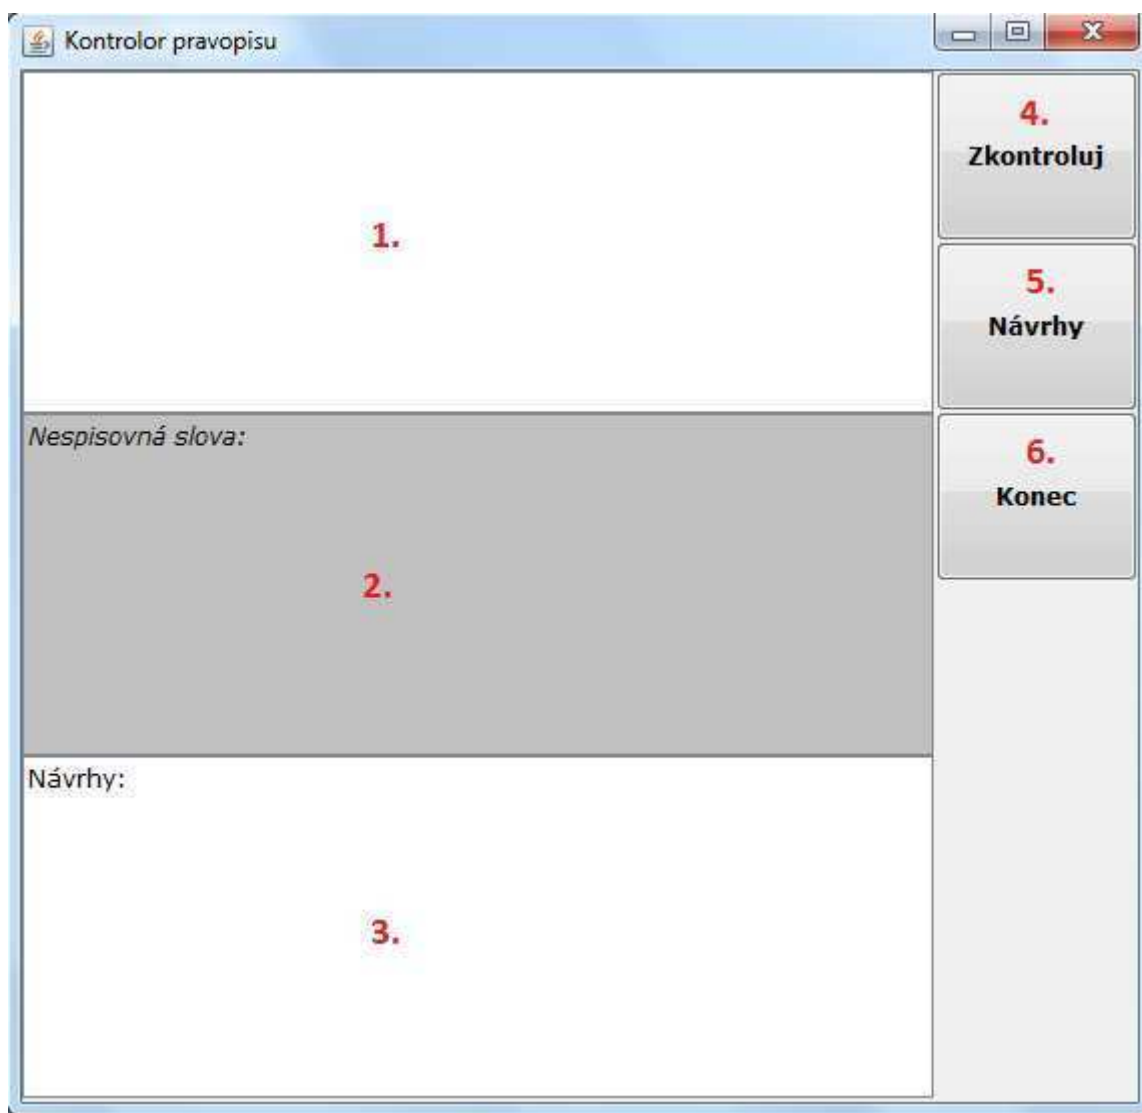 Kontrolor pravopisu
1.
4.
Zkontroluj
5.
Návrhy
6.
Konec
Nespisovná slova:
2.
Návrhy:
3.